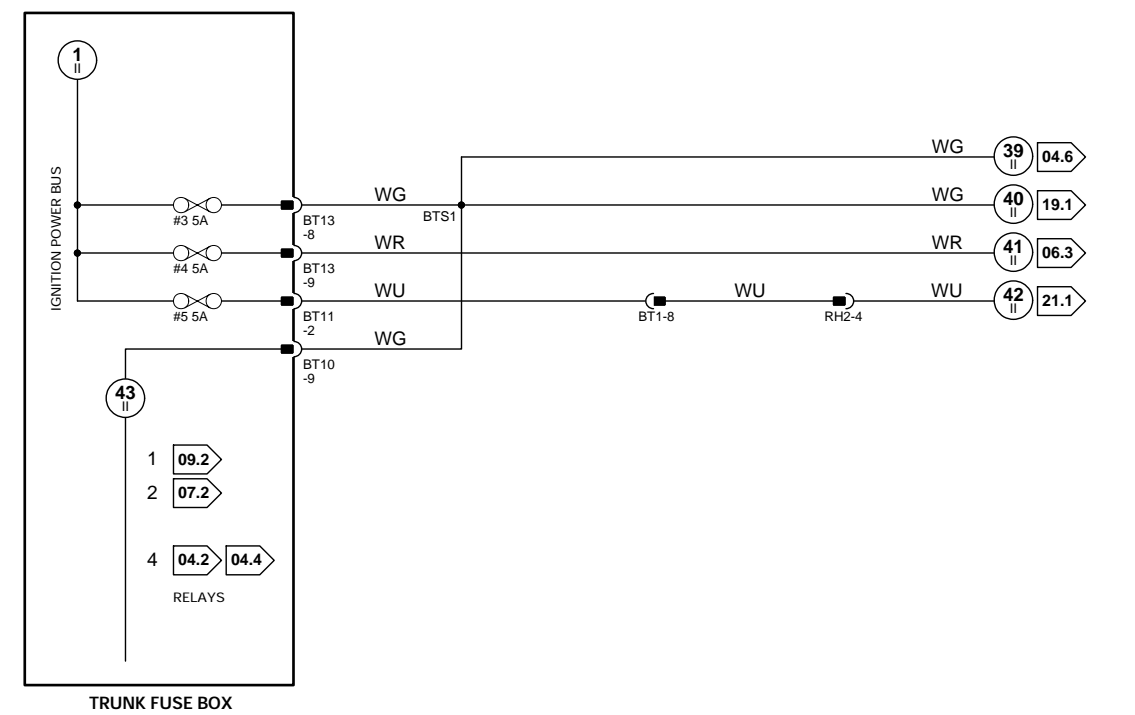 1
II
IGNITION POWER BUS
WG
39
II
04.6
#3 5A
BT13
-8
WG
BTS1
WG
40
II
19.1
#4 5A
BT13
-9
WR
WR
41
II
06.3
#5 5A
BT11
-2
WU
BT1-8
WU
RH2-4
WU
42
II
21.1
BT10
-9
WG
43
II
1 09.2
2 07.2
4 04.2 04.4
RELAYS
TRUNK FUSE BOX